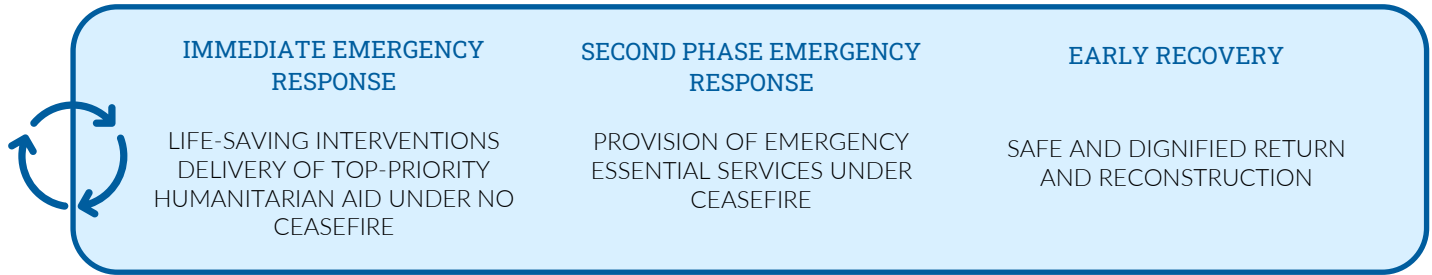 IMMEDIATE EMERGENCY
RESPONSE
LIFE-SAVING INTERVENTIONS
DELIVERY OF TOP-PRIORITY
HUMANITARIAN AID UNDER NO
CEASEFIRE
SECOND PHASE EMERGENCY
RESPONSE
PROVISION OF EMERGENCY
ESSENTIAL SERVICES UNDER
CEASEFIRE
EARLY RECOVERY
SAFE AND DIGNIFIED RETURN
AND RECONSTRUCTION